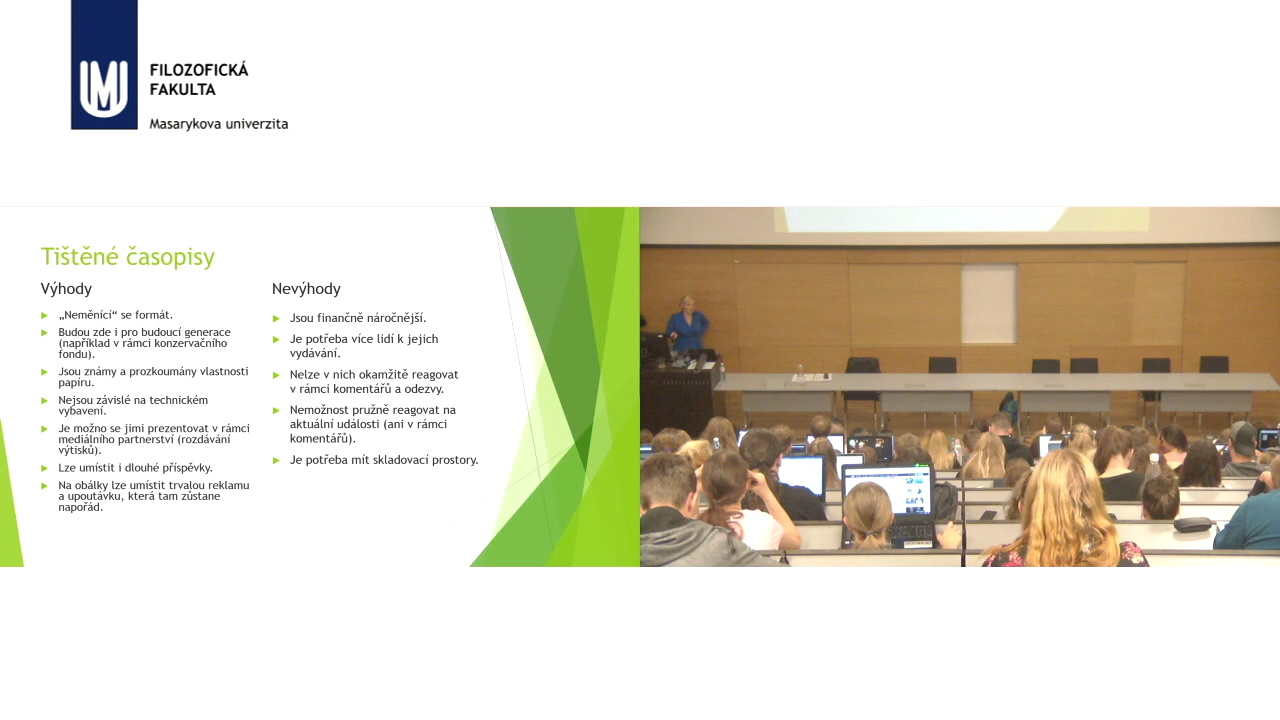 FILOZOFICKÁ
FAKULTA
Masarykova univerzita
Tištěné časopisy
Výhody
„Neměnící“ se formát.
Budou zde i pro budoucí generace
(například v rámci konzervačního
fondu).
Jsou známy a prozkoumány vlastnosti
papíru.
Nejsou závislé na technickém
vybavení.
Je možno se jimi prezentovat v rámci
mediálního partnerství (rozdávání
výtisků).
Lze umístit i dlouhé příspěvky.
Na obálky lze umístit trvalou reklamu
a upoutávku, která tam zůstane
napořád.
Nevýhody
Jsou finančně náročnější.
Je potřeba více lidí k jejich
vydávání.
Nelze v nich okamžitě reagovat
v rámci komentářů a odezvy.
Nemožnost pružně reagovat na
aktuální události (ani v rámci
komentářů).
Je potřeba mít skladovací prostory.